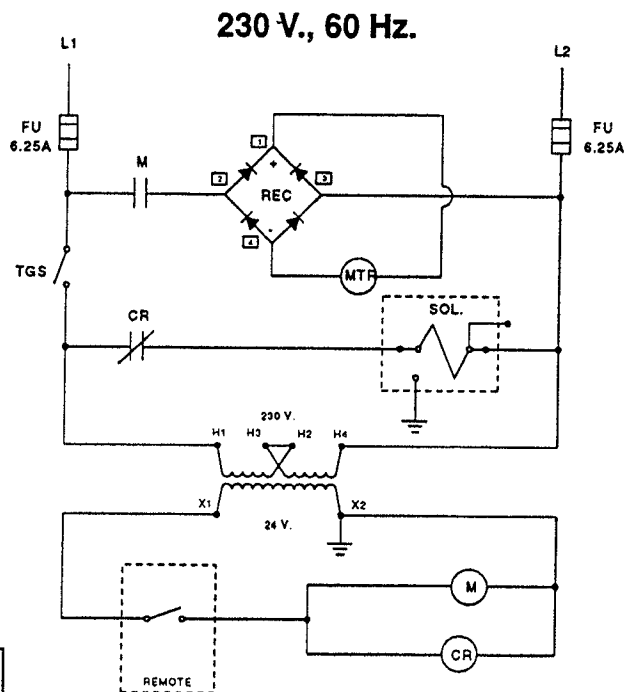 230 V., 60 Hz.
L1
L2
FU
6.25A
FU
6.25A
M
1
2
+
REC
3
-
4
MTR
TGS
CR
SOL.
230 V.
H1
H3
H2
H4
X1
X2
24 V.
M
CR
REMOTE